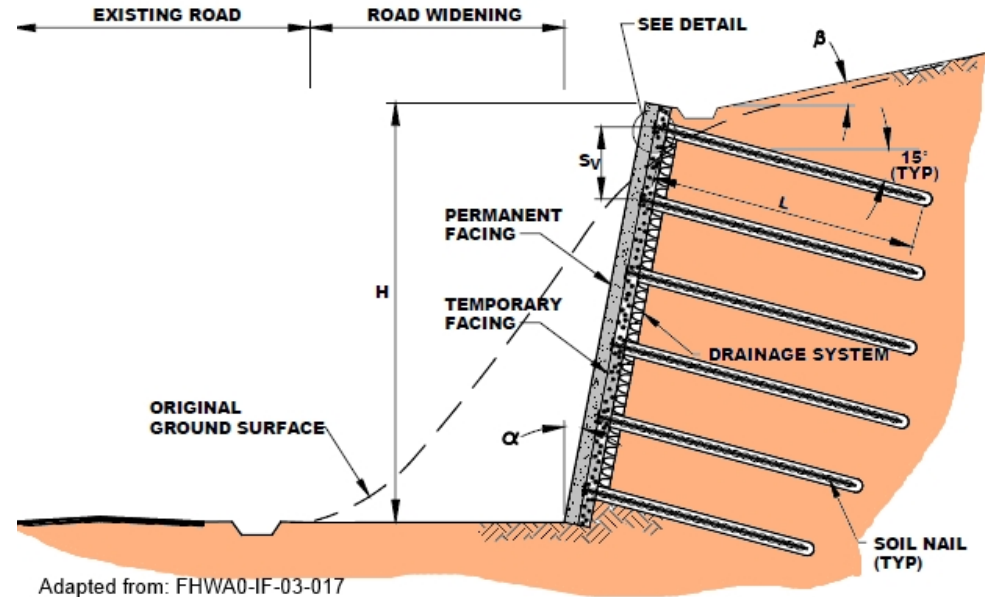 EXISTING ROAD
ROAD WIDENING
SEE DETAIL
β
Sv
15°
(TYP)
L
PERMANENT
FACING
H
TEMPORARY
FACING
DRAINAGE SYSTEM
ORIGINAL
GROUND SURFACE
α
SOIL NAIL
(TYP)
Adapted from: FHWA0-IF-03-017